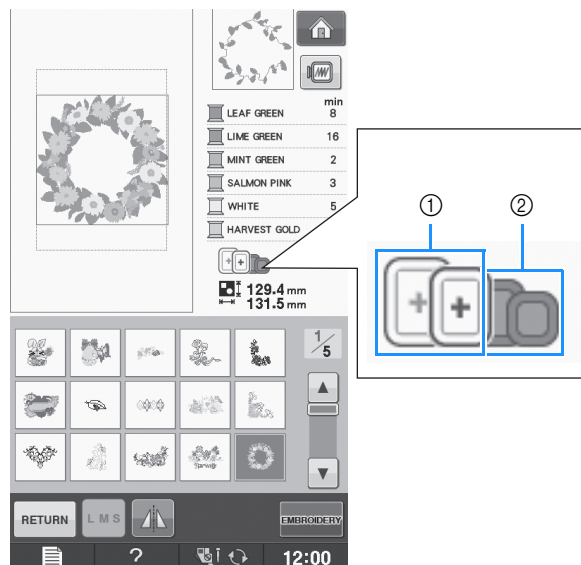 min
LEAF GREEN 8
LIME GREEN 16
MINT GREEN 2
SALMON PINK 3
WHITE 5
HARVEST GOLD
129.4 mm
131.5 mm
① ②
1/5
RETURN L M S EMBROIDERY
? 12:00